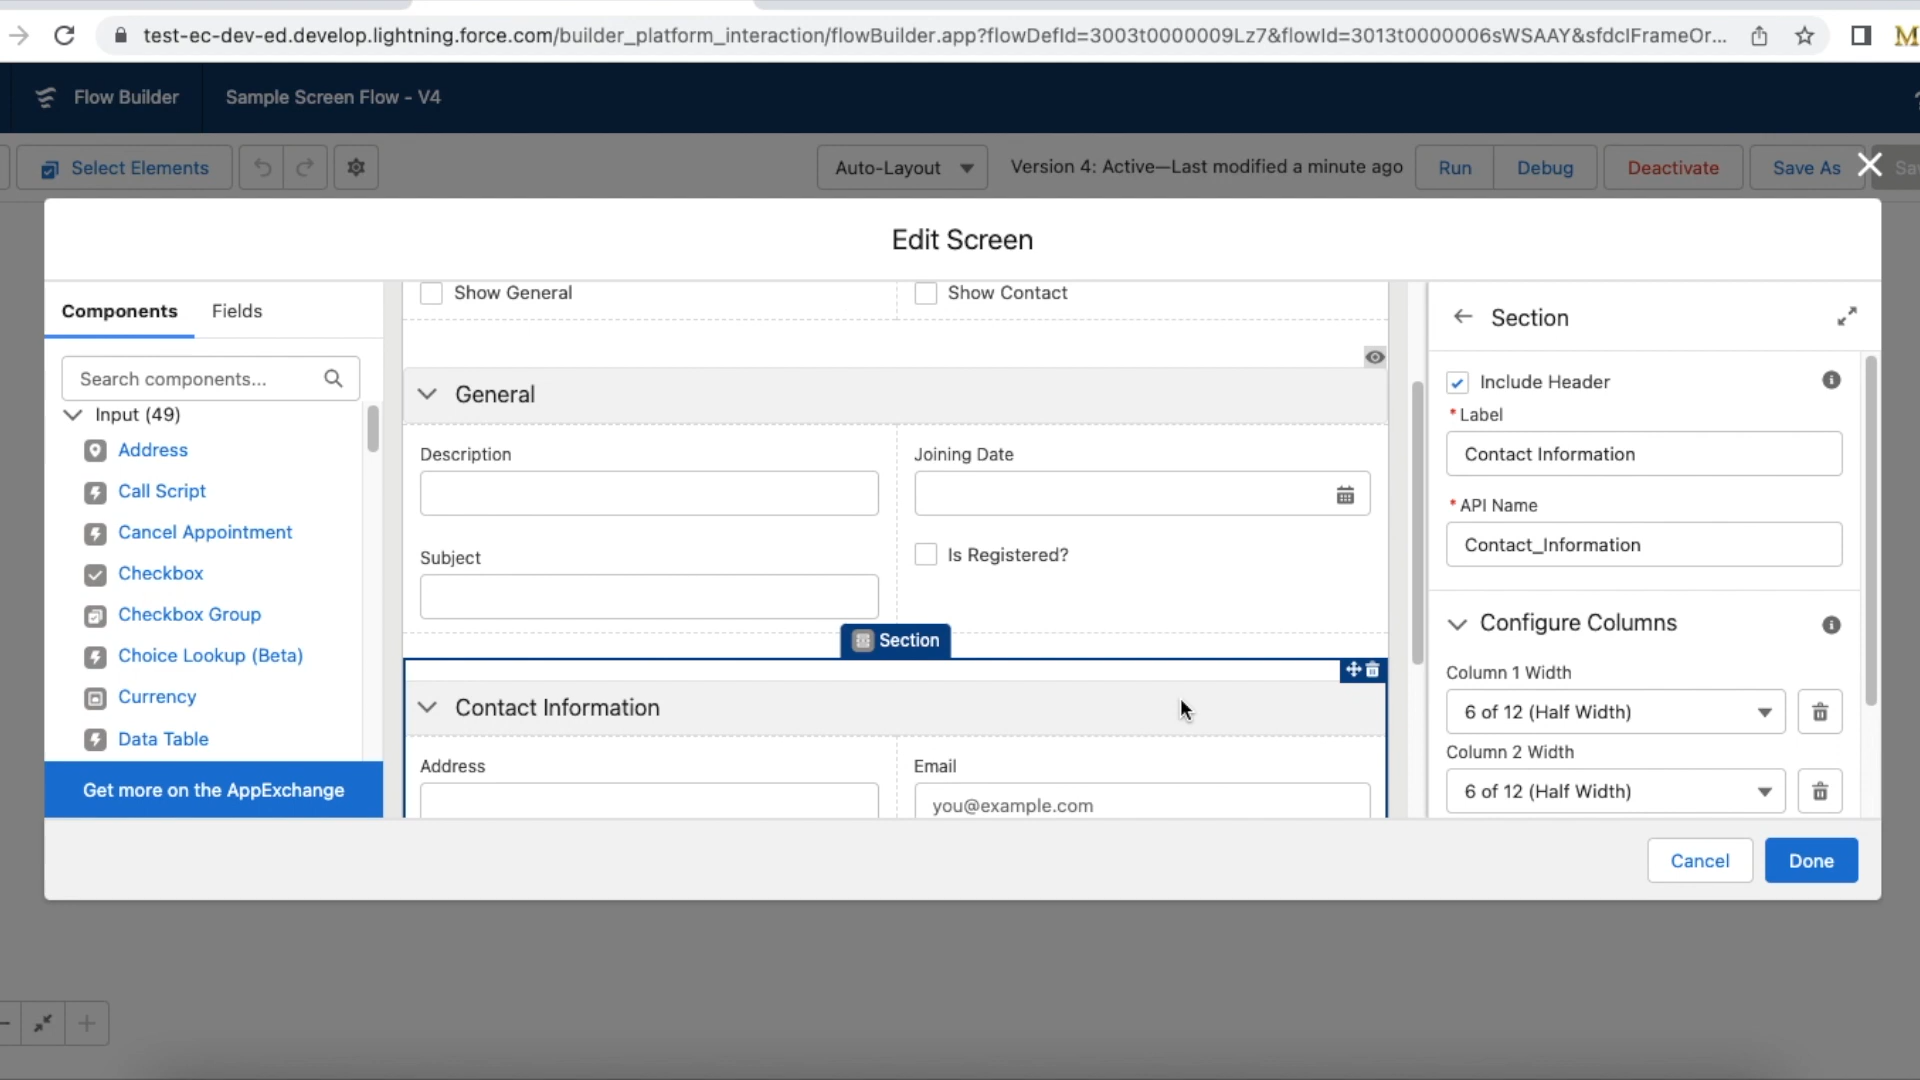 test-ec-dev-ed.develop.lightning.force.com/builder_platform_interaction/flowBuilder.app?flowDefId=3003t0000009Lz7&flowId=3013t0000006sWSAAY&sfdcIFrameOr...
M
Flow Builder
Sample Screen Flow - V4
Select Elements
Auto-Layout
Version 4: Active—Last modified a minute ago
Run
Debug
Deactivate
Save As
Edit Screen
Components
Fields
Search components...
Input (49)
Address
Call Script
Cancel Appointment
Checkbox
Checkbox Group
Choice Lookup (Beta)
Currency
Data Table
Get more on the AppExchange
Show General
Show Contact
General
Description
Joining Date
Subject
Is Registered?
Section
Contact Information
Address
Email
you@example.com
Section
Include Header
* Label
Contact Information
* API Name
Contact_Information
Configure Columns
Column 1 Width
6 of 12 (Half Width)
Column 2 Width
6 of 12 (Half Width)
Cancel
Done